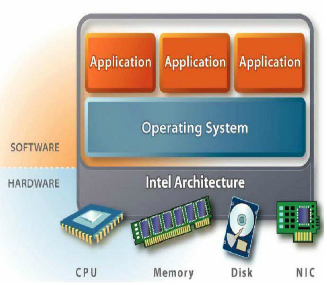 Application Application Application
Operating System
SOFTWARE
HARDWARE
Intel Architecture
CPU Memory Disk NIC